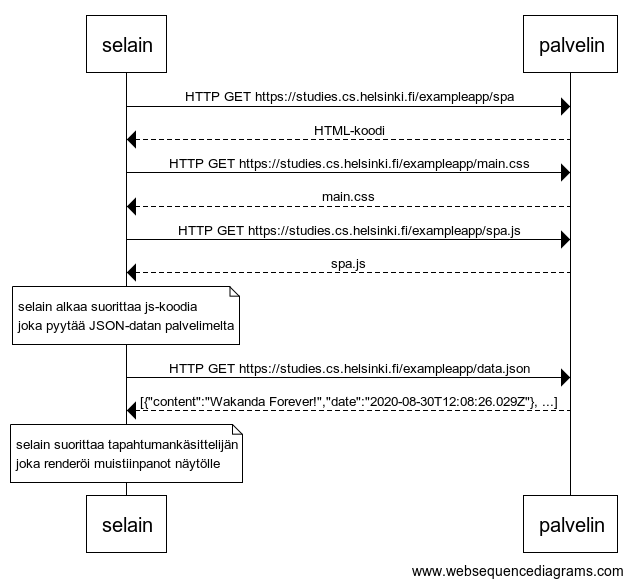 selain
palvelin
HTTP GET https://studies.cs.helsinki.fi/exampleapp/spa
HTML-koodi
HTTP GET https://studies.cs.helsinki.fi/exampleapp/main.css
main.css
HTTP GET https://studies.cs.helsinki.fi/exampleapp/spa.js
spa.js
selain alkaa suorittaa js-koodia
joka pyytää JSON-datan palvelimelta
HTTP GET https://studies.cs.helsinki.fi/exampleapp/data.json
[{"content":"Wakanda Forever!","date":"2020-08-30T12:08:26.029Z"}, ...]
selain suorittaa tapahtumankäsittelijän
joka renderöi muistiinpanot näytölle
selain
palvelin
www.websequencediagrams.com